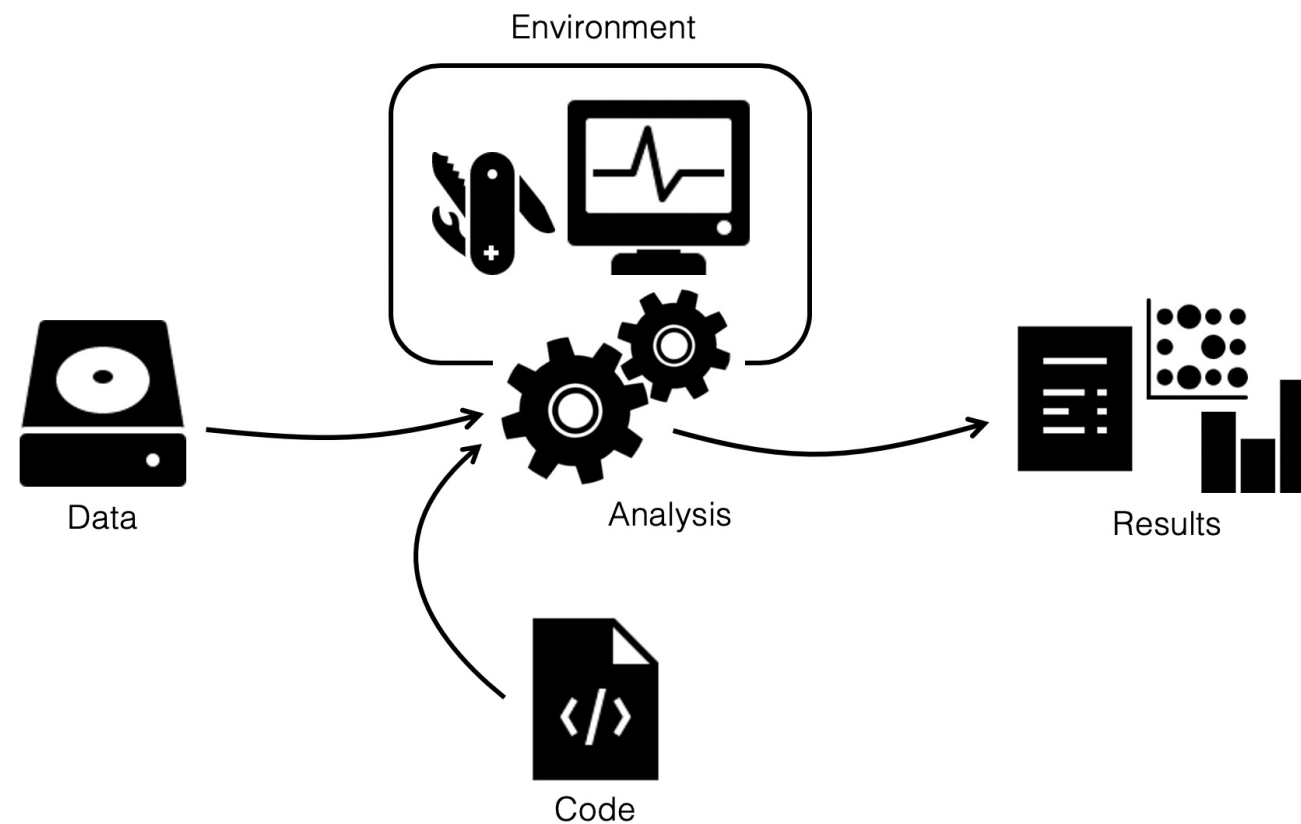 Environment
Data
Analysis
Results
</>
Code